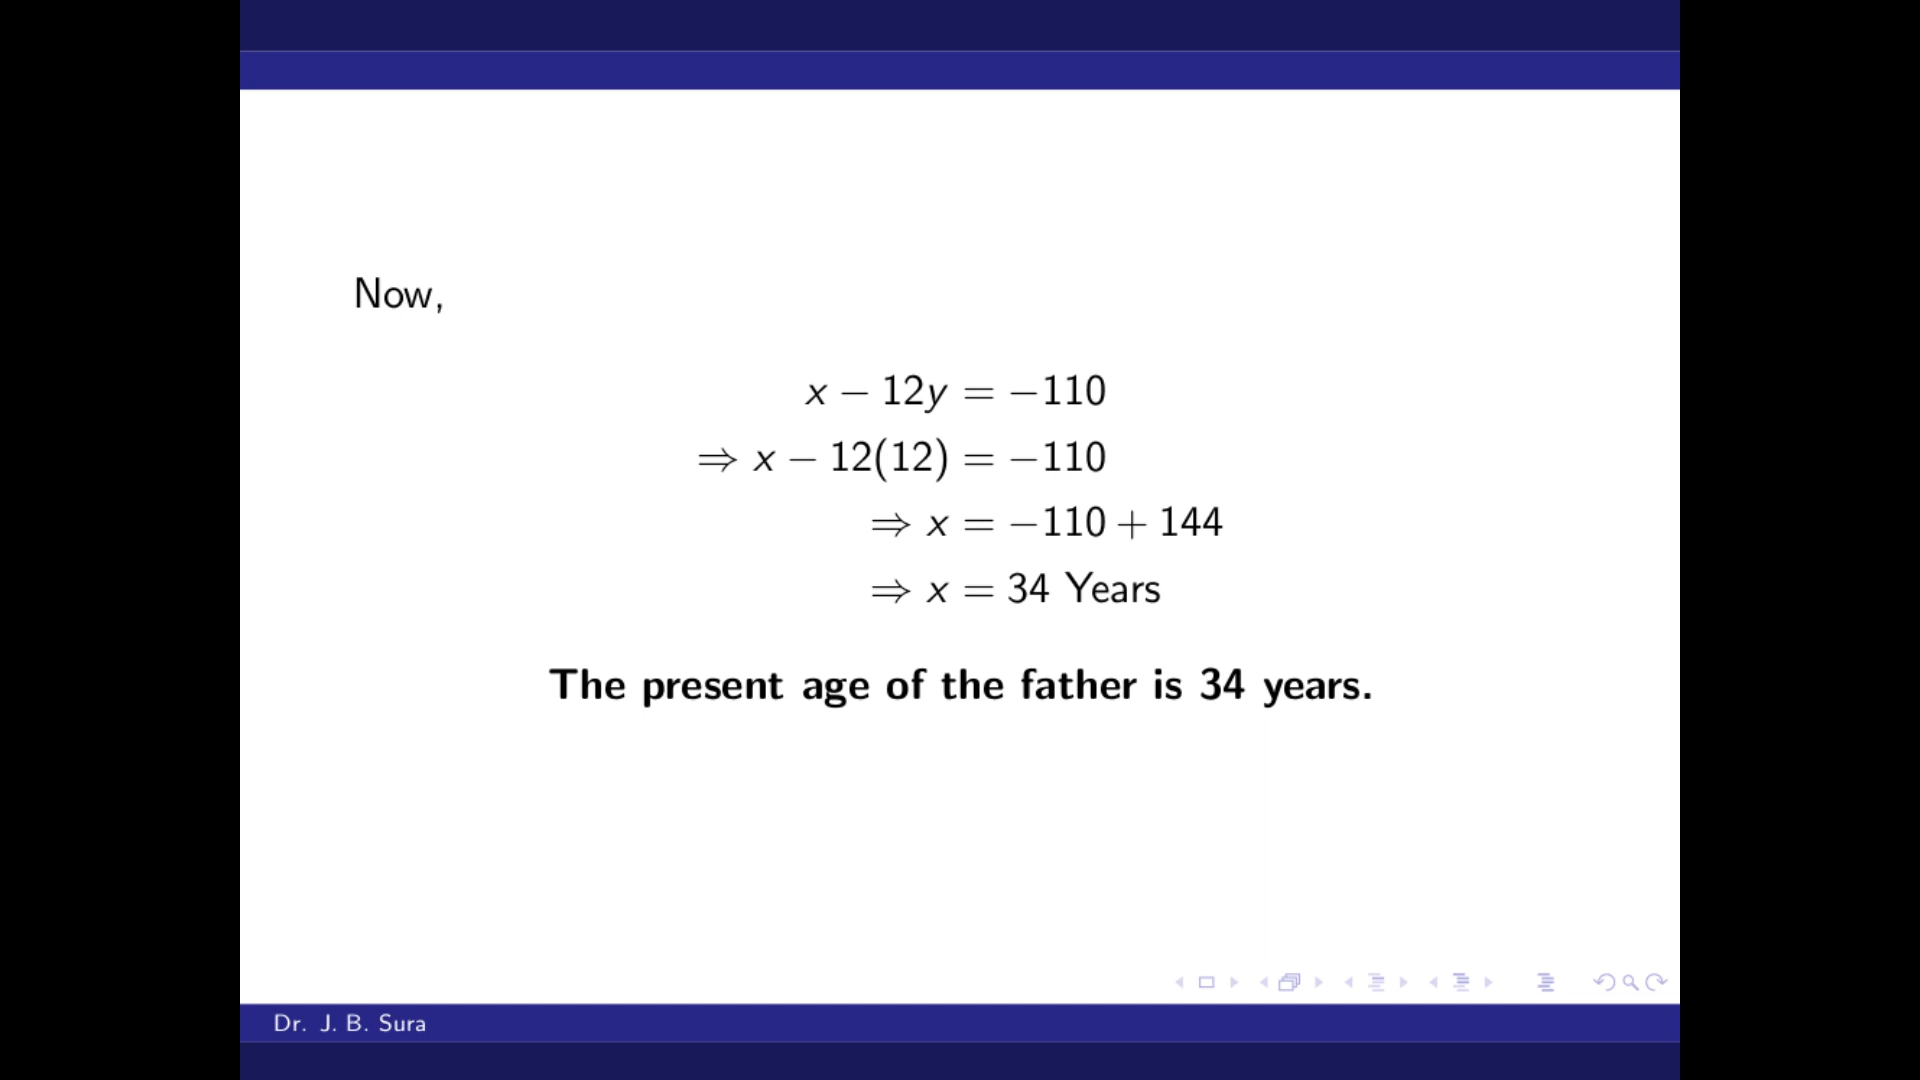 Now,
x − 12y = −110
⇒ x − 12(12) = −110
⇒ x = −110 + 144
⇒ x = 34 Years
The present age of the father is 34 years.
Dr. J. B. Sura